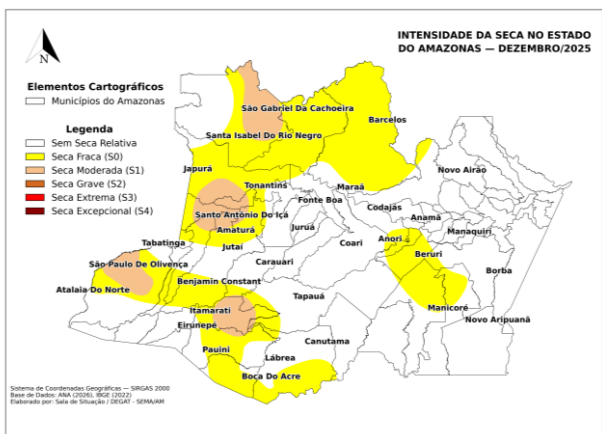 INTENSIDADE DA SECA NO ESTADO
DO AMAZONAS — DEZEMBRO/2025
N
Elementos Cartográficos
Municípios do Amazonas
Legenda
Sem Seca Relativa
Seca Fraca (S0)
Seca Moderada (S1)
Seca Grave (S2)
Seca Extrema (S3)
Seca Excepcional (S4)
São Gabriel Da Cachoeira
Barcelos
Santa Isabel Do Rio Negro
Japurá
Novo Airão
Tonantins
Maraã
Fonte Boa
Codajás
Santo Antônio Do Içá
Anamã
Amaturá
Juruá
Manaquiri
Tabatinga
Jutaí
Coari
Anori
Beruri
São Paulo De Olivença
Carauari
Borba
Atalaia Do Norte
Benjamin Constant
Tapauá
Manicoré
Itamarati
Novo Aripuanã
Eirunepé
Canutama
Pauini
Lábrea
Boca Do Acre
Sistema de Coordenadas Geográficas — SIRGAS 2000
Base de Dados: ANA (2026), IBGE (2022)
Elaborado por: Sala de Situação / DEGAT - SEMA/AM